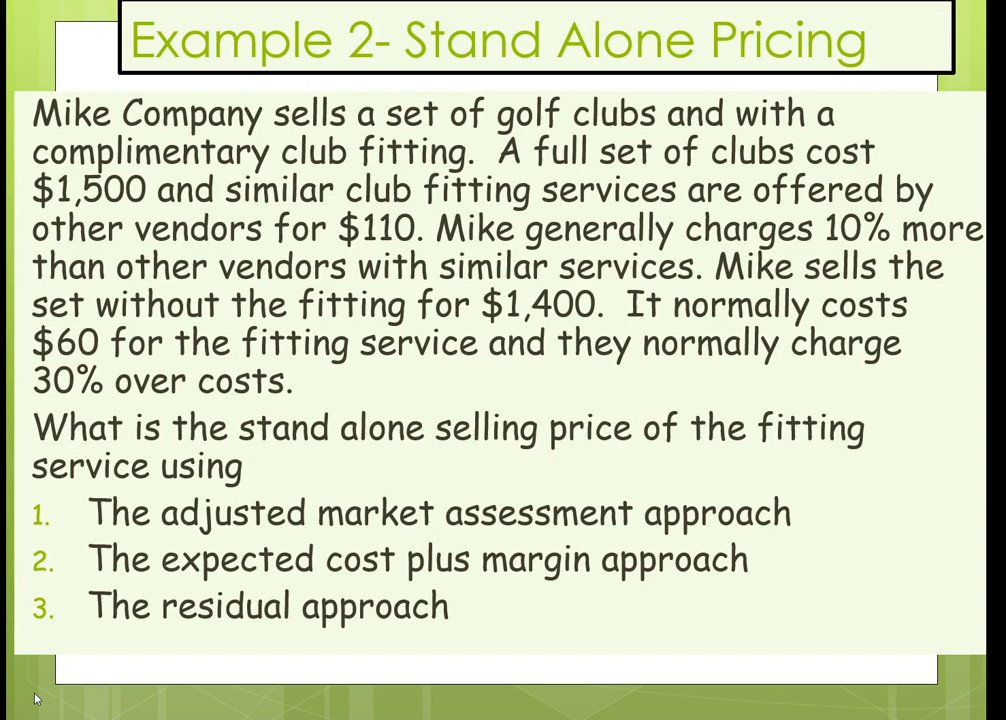 Example 2- Stand Alone Pricing
Mike Company sells a set of golf clubs and with a
complimentary club fitting.  A full set of clubs cost
$1,500 and similar club fitting services are offered by
other vendors for $110. Mike generally charges 10% more
than other vendors with similar services. Mike sells the
set without the fitting for $1,400.  It normally costs
$60 for the fitting service and they normally charge
30% over costs.
What is the stand alone selling price of the fitting
service using
1. The adjusted market assessment approach
2. The expected cost plus margin approach
3. The residual approach